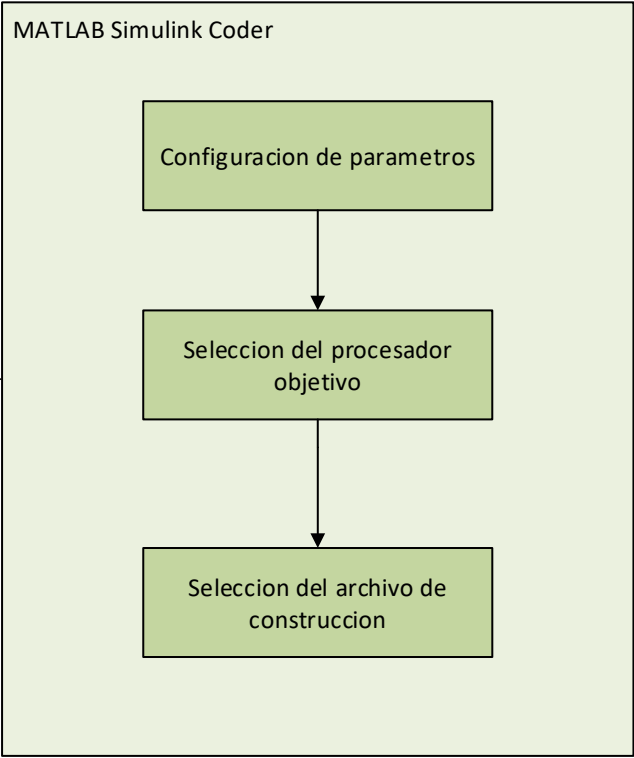 MATLAB Simulink Coder
Configuracion de parametros
Seleccion del procesador
objetivo
Seleccion del archivo de
construccion